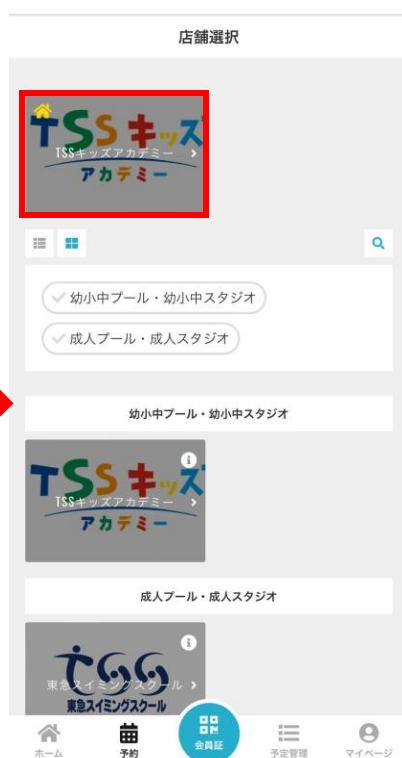 店舗選択
TSSキッズ
TSSキッズアカデミー
アカデミー
幼小中プール・幼小中スタジオ
成人プール・成人スタジオ
幼小中プール・幼小中スタジオ
TSSキッズ
TSSキッズアカデミー
アカデミー
成人プール・成人スタジオ
TSS
東急スイミングスクール
東急スイミングスクール
ホーム
予約
会員証
予定管理
マイページ